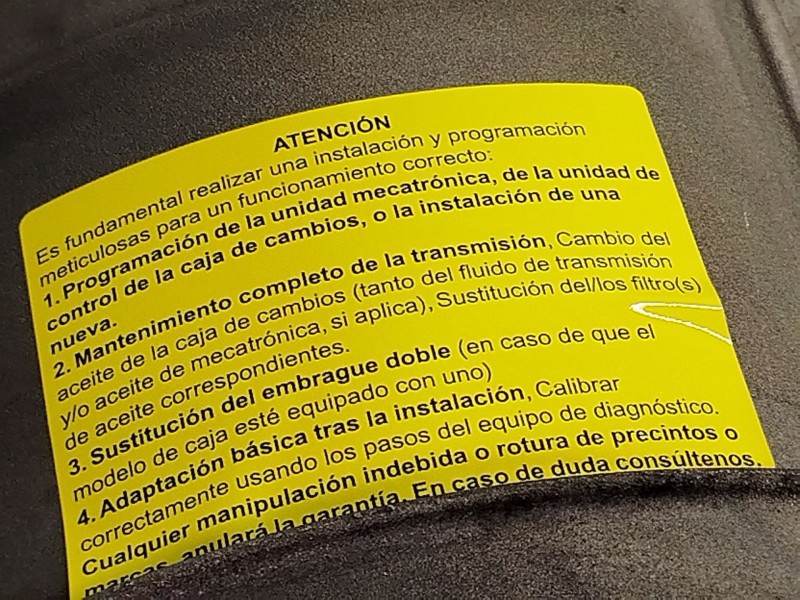 ATENCIÓN
Es fundamental realizar una instalación y programación
meticulosas para un funcionamiento correcto:
1. Programación de la unidad mecatrónica, de la unidad de
control de la caja de cambios, o la instalación de una
nueva.
2. Mantenimiento completo de la transmisión, Cambio del
aceite de la caja de cambios (tanto del fluido de transmisión
y/o aceite de mecatrónica, si aplica), Sustitución del/los filtro(s)
de aceite correspondientes.
3. Sustitución del embrague doble (en caso de que el
modelo de caja esté equipado con uno)
4. Adaptación básica tras la instalación, Calibrar
correctamente usando los pasos del equipo de diagnóstico.
Cualquier manipulación indebida o rotura de precintos o
marcas, anulará la garantía. En caso de duda consúltenos.